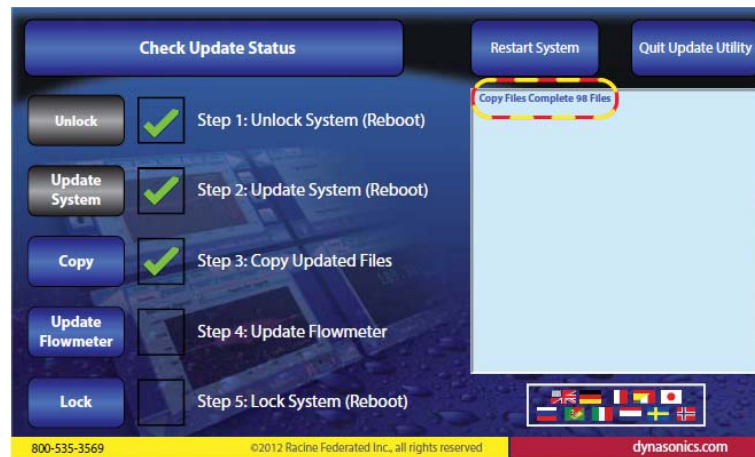 Check Update Status
Restart System
Quit Update Utility
Copy Files Complete 98 Files
Unlock
Step 1: Unlock System (Reboot)
Update
System
Step 2: Update System (Reboot)
Copy
Step 3: Copy Updated Files
Update
Flowmeter
Step 4: Update Flowmeter
Lock
Step 5: Lock System (Reboot)
800-535-3569
©2012 Racine Federated Inc., all rights reserved
dynasonics.com